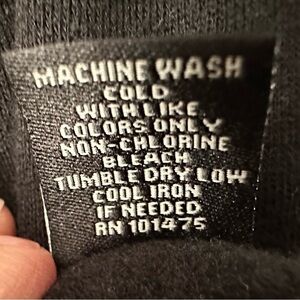 MACHINE WASH
COLD
WITH LIKE
COLORS ONLY
NON-CHLORINE
BLEACH
TUMBLE DRY LOW
COOL IRON
IF NEEDED
RN 101475